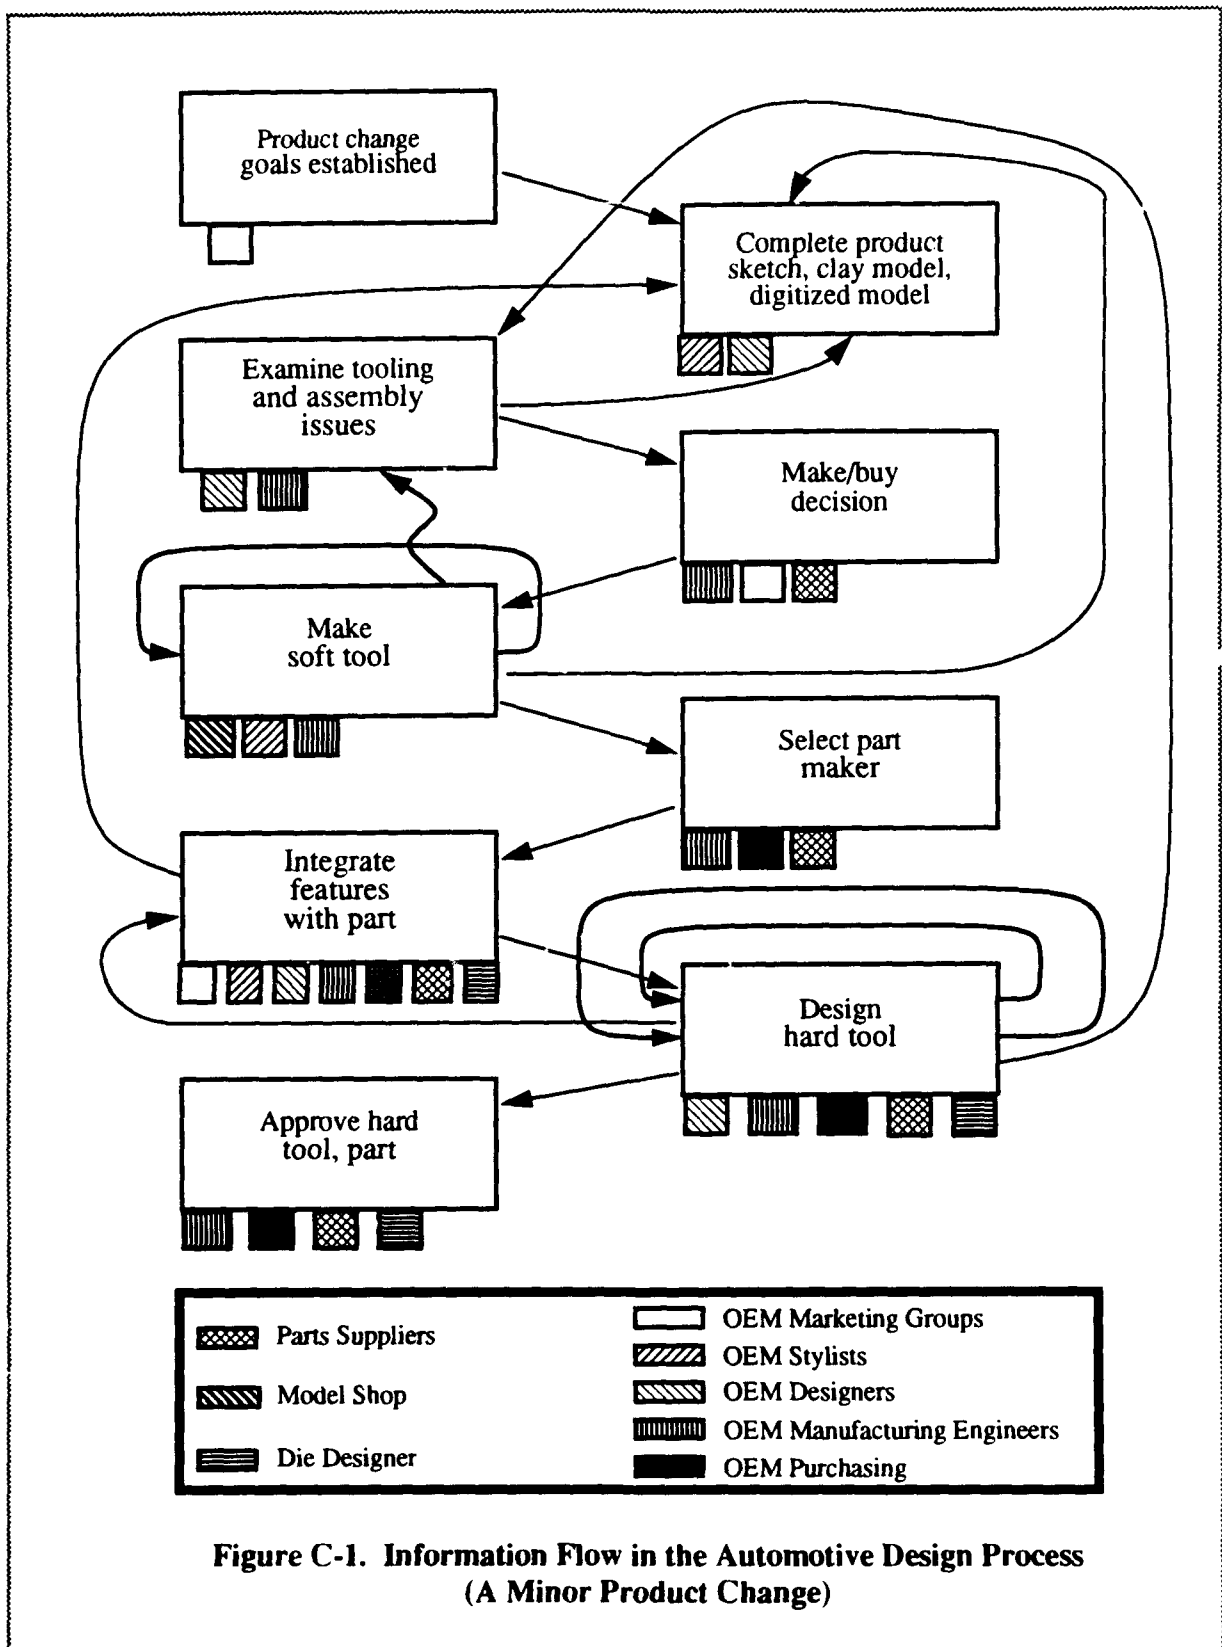 Product change
goals established
Complete product
sketch, clay model,
digitized model
Examine tooling
and assembly
issues
Make/buy
decision
Make
soft tool
Select part
maker
Integrate
features
with part
Design
hard tool
Approve hard
tool, part
Parts Suppliers
Model Shop
Die Designer
OEM Marketing Groups
OEM Stylists
OEM Designers
OEM Manufacturing Engineers
OEM Purchasing
Figure C-1. Information Flow in the Automotive Design Process
(A Minor Product Change)